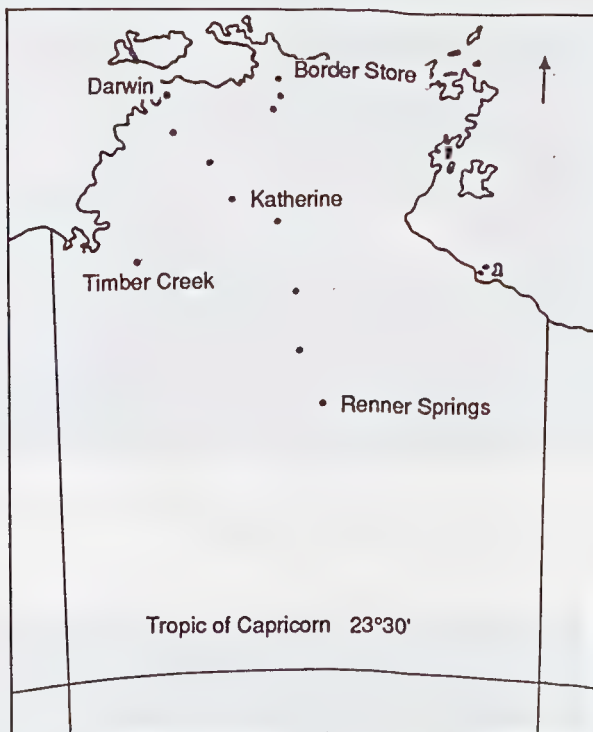 Border Store
Darwin
Katherine
Timber Creek
Renner Springs
Tropic of Capricorn 23°30'